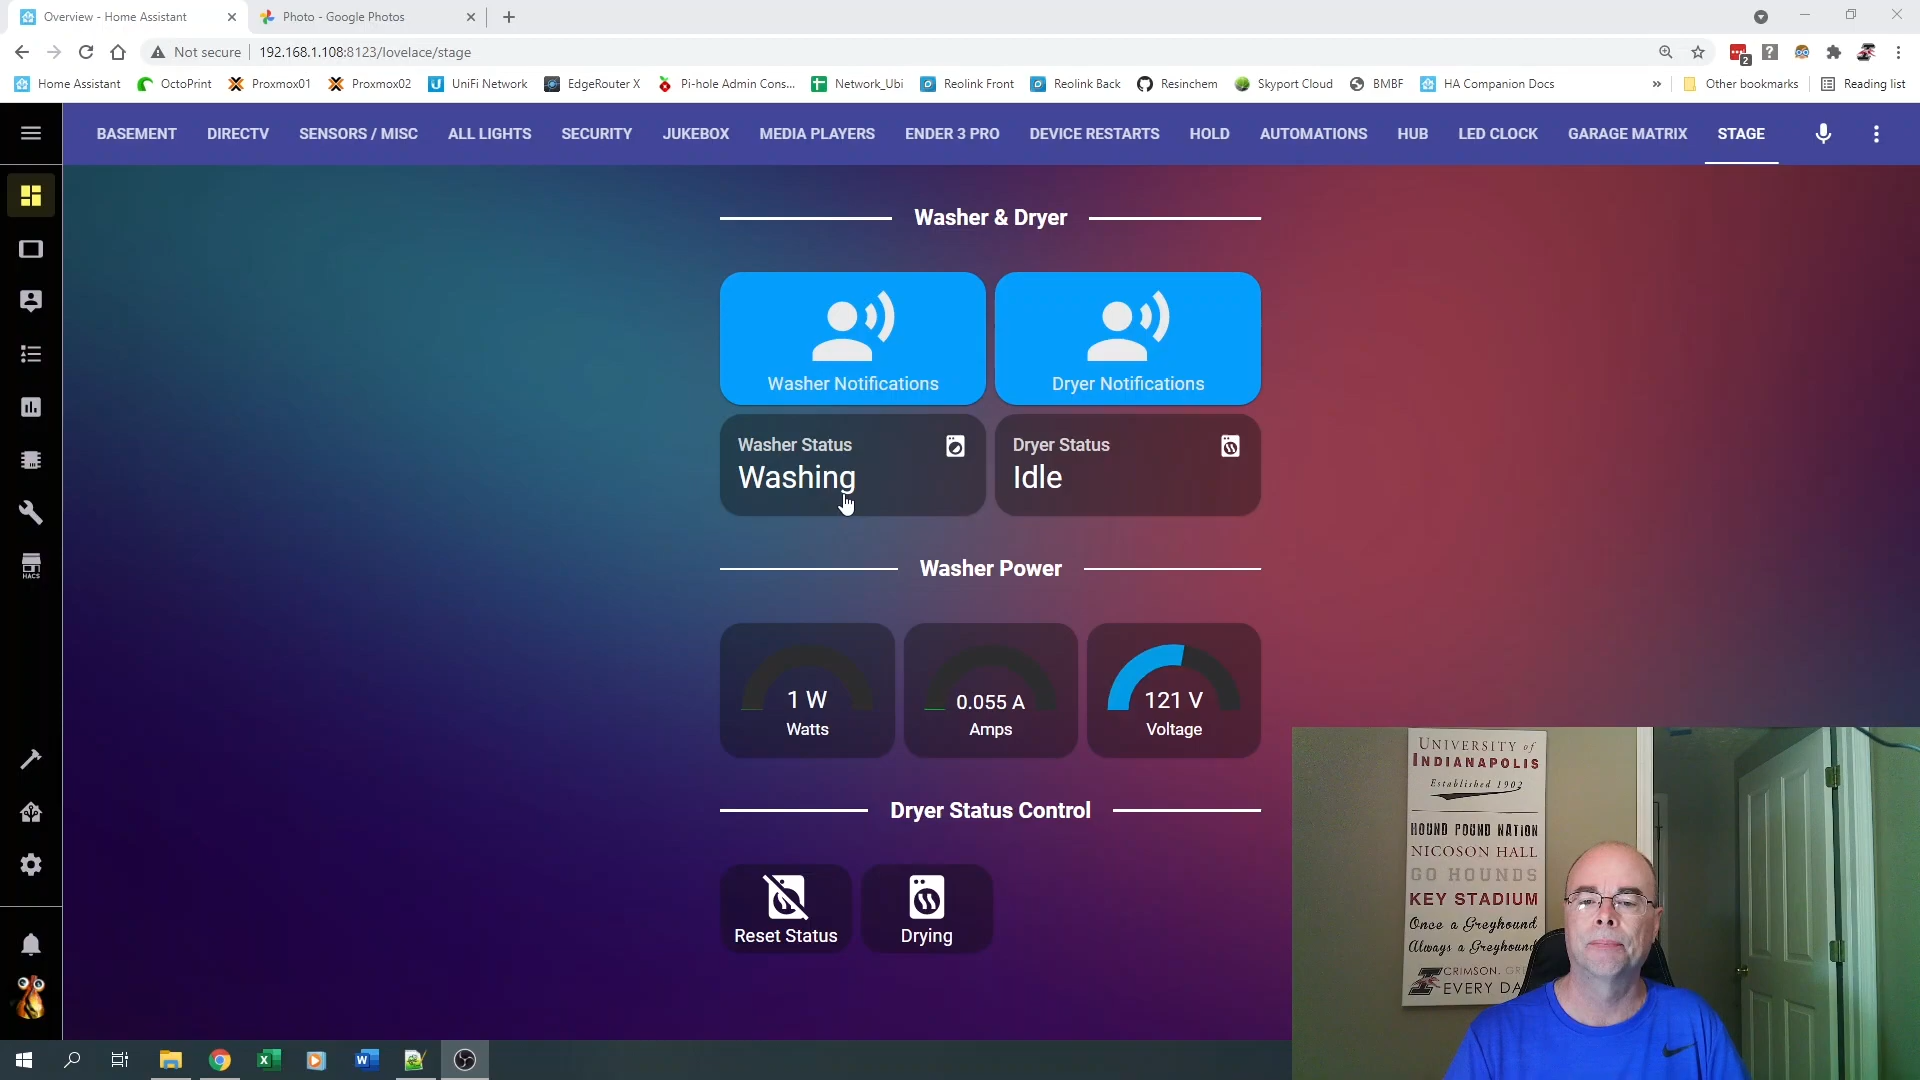 Overview - Home Assistant
Photo - Google Photos
Not secure
192.168.1.108:8123/lovelace/stage
2
Home Assistant
OctoPrint
Proxmox01
Proxmox02
UniFi Network
EdgeRouter X
Pi-hole Admin Cons...
Network_Ubi
Reolink Front
Reolink Back
Resinchem
Skyport Cloud
BMBF
HA Companion Docs
»
Other bookmarks
Reading list
BASEMENT
DIRECTV
SENSORS / MISC
ALL LIGHTS
SECURITY
JUKEBOX
MEDIA PLAYERS
ENDER 3 PRO
DEVICE RESTARTS
HOLD
AUTOMATIONS
HUB
LED CLOCK
GARAGE MATRIX
STAGE
HACS
Washer & Dryer
Washer Notifications
Dryer Notifications
Washer Status
Washing
Dryer Status
Idle
Washer Power
1 W
Watts
0.055 A
Amps
121 V
Voltage
Dryer Status Control
Reset Status
Drying
UNIVERSITY of
INDIANAPOLIS
Established 1902
HOUND POUND NATION
NICOSON HALL
GO HOUNDS
KEY STADIUM
Once a Greyhound
Always a Greyhound
CRIMSON.
EVERY DA